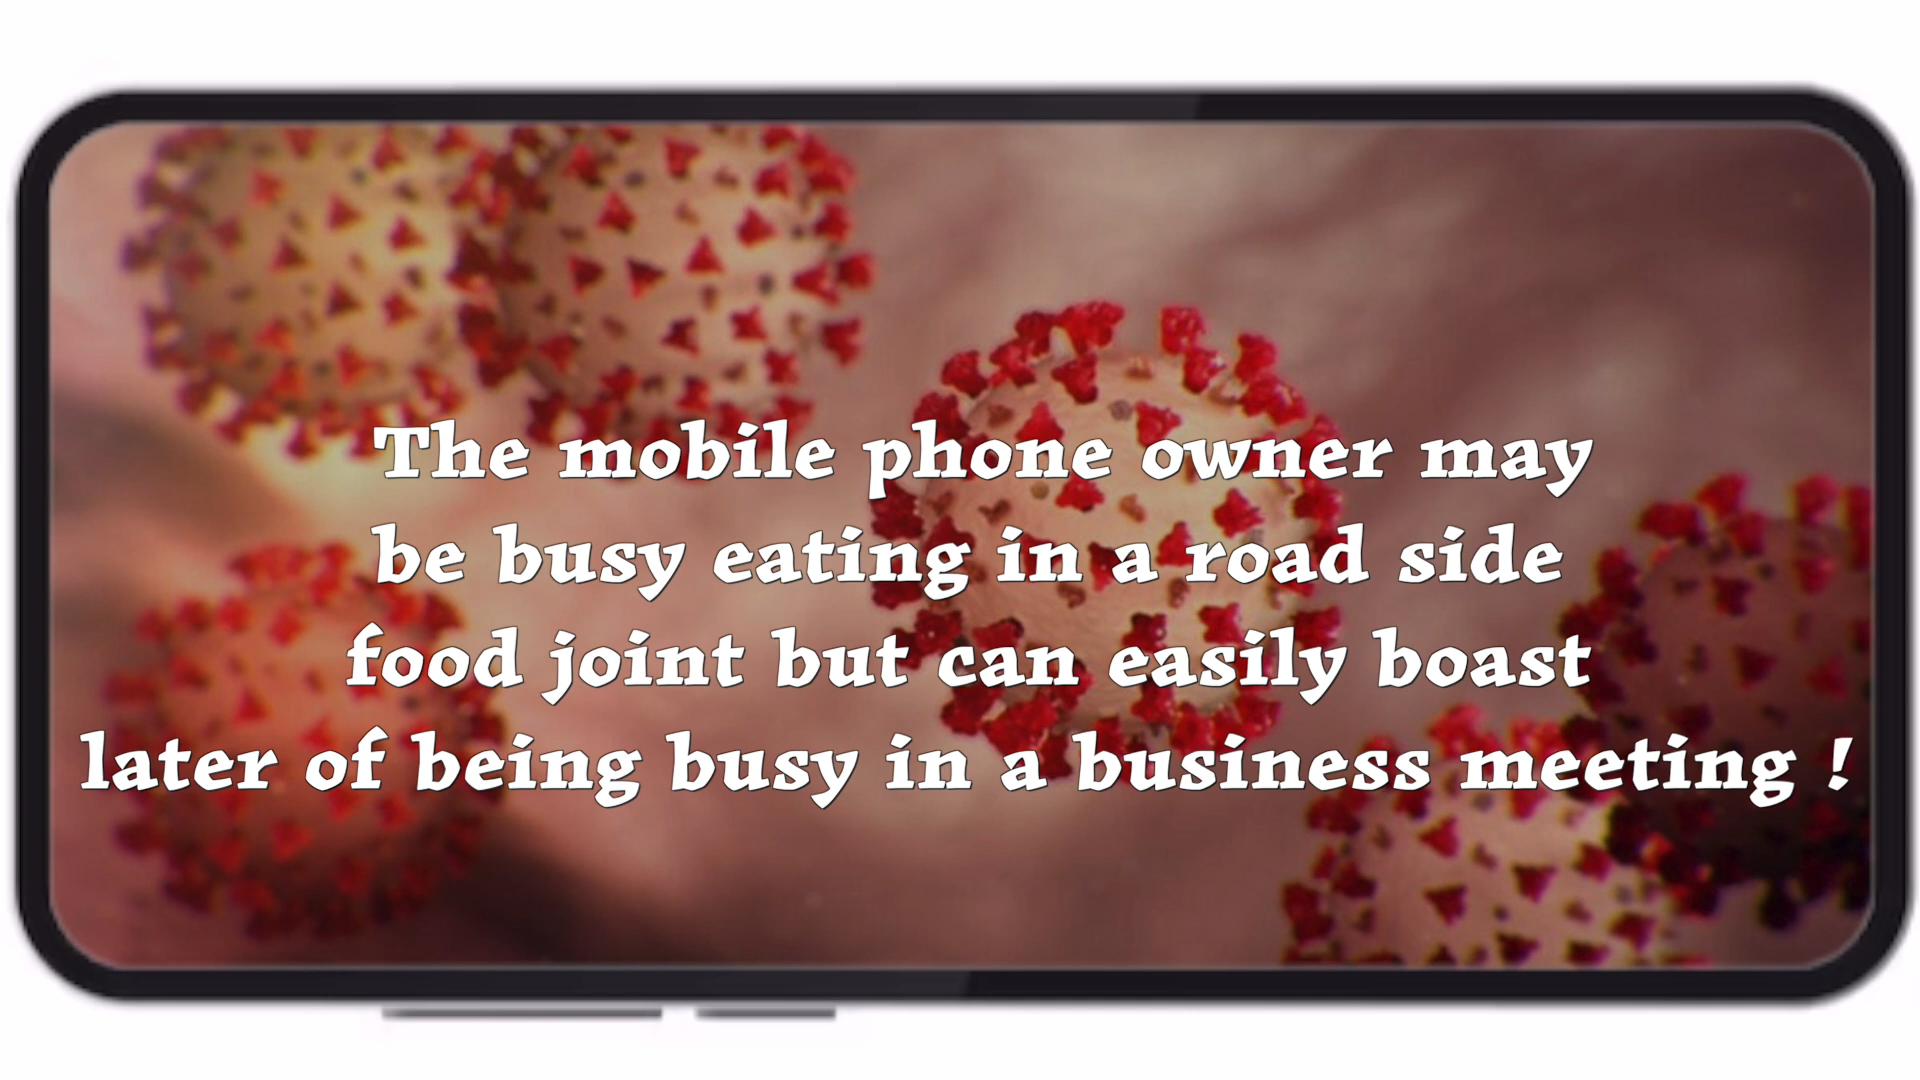 The mobile phone owner may
be busy eating in a road side
food joint but can easily boast
later of being busy in a business meeting !